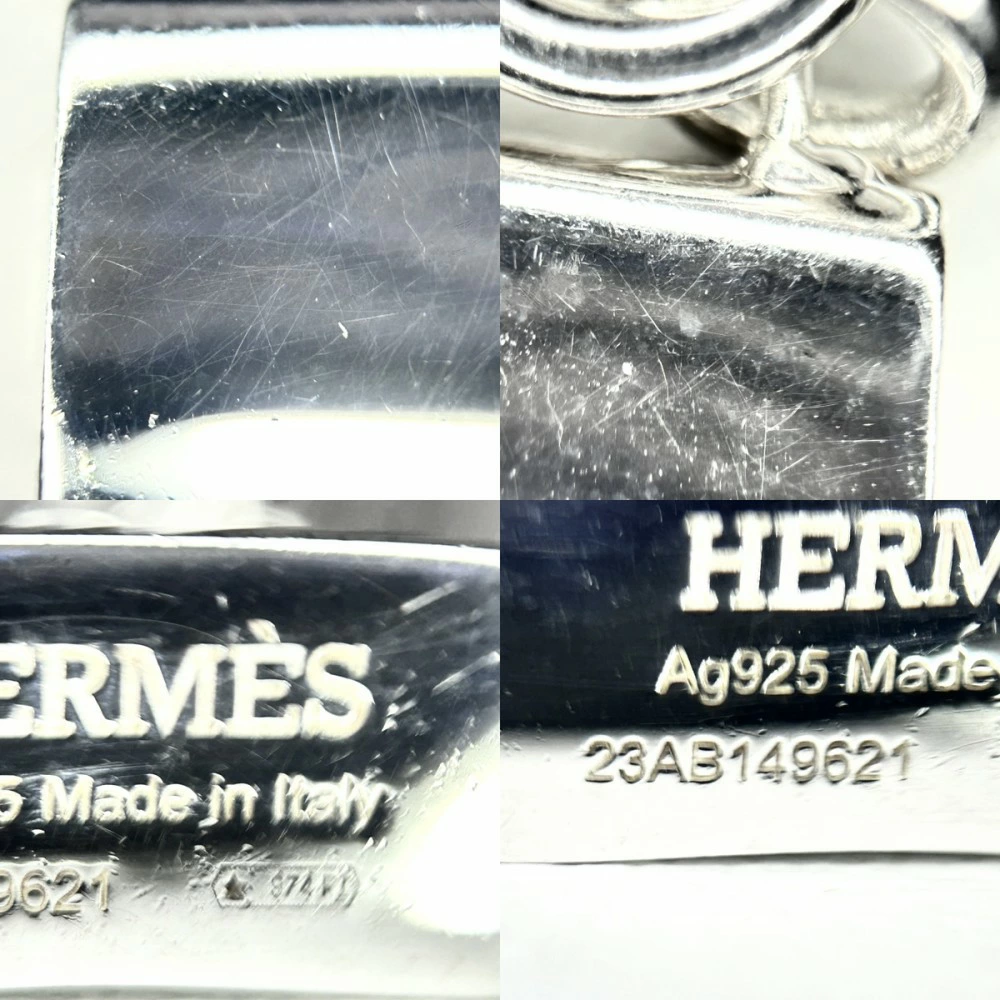 ERMÈS
5 Made in Italy
9621
HERM
Ag925 Made
23AB149621